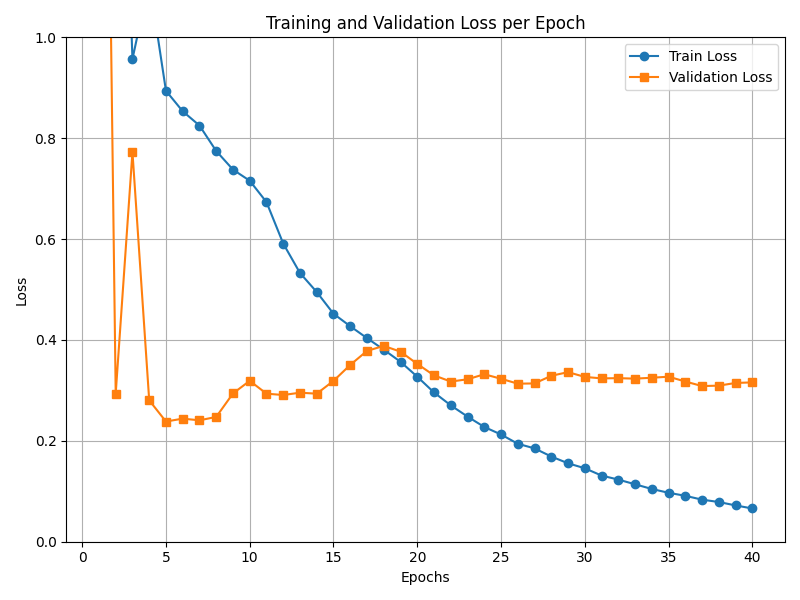 Training and Validation Loss per Epoch
Train Loss
Validation Loss
Loss
1.0
0.8
0.6
0.4
0.2
0.0
0 5 10 15 20 25 30 35 40
Epochs